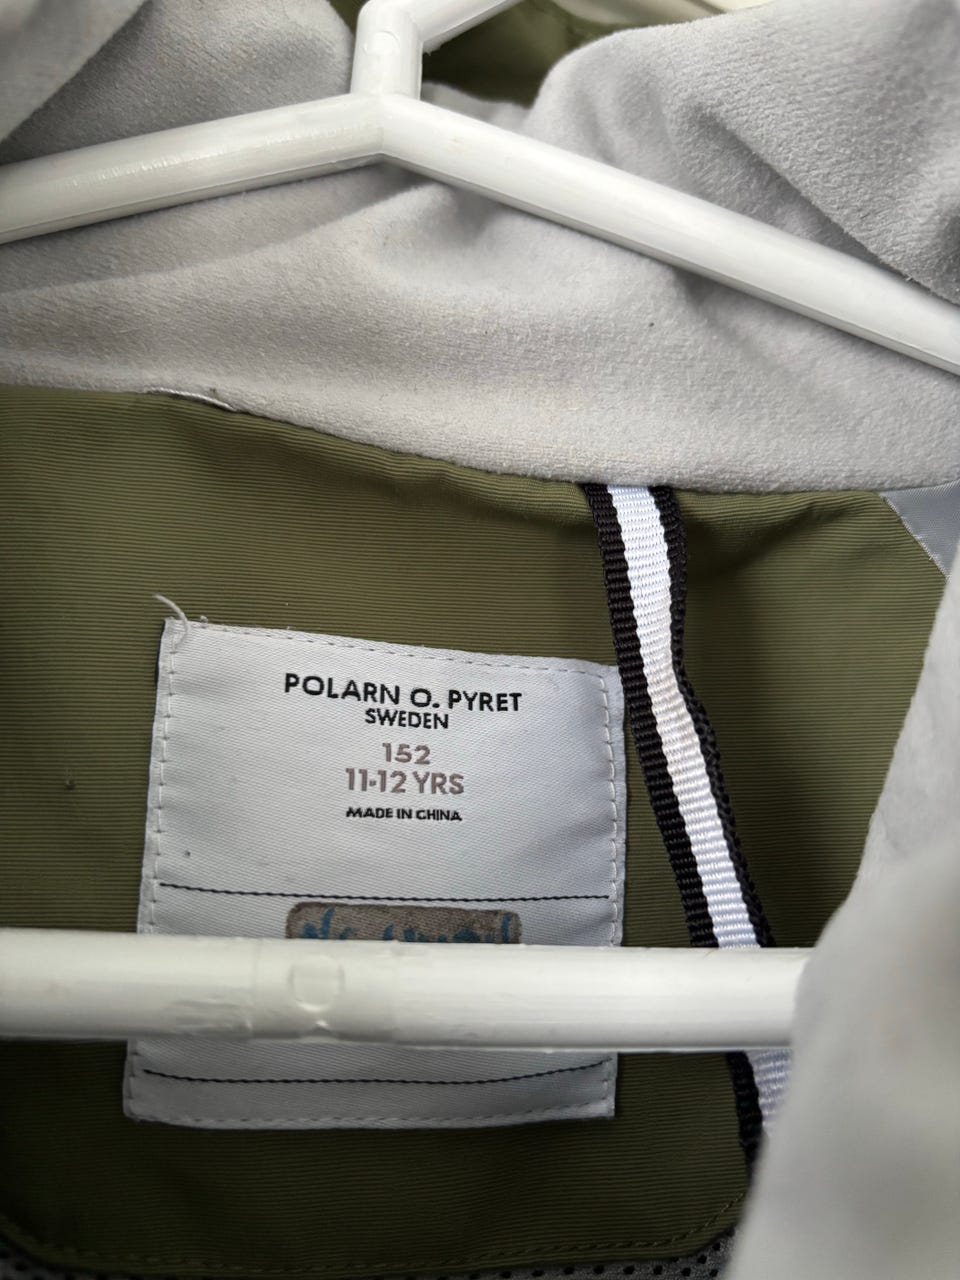 POLARN O. PYRET
SWEDEN
152
11-12 YRS
MADE IN CHINA